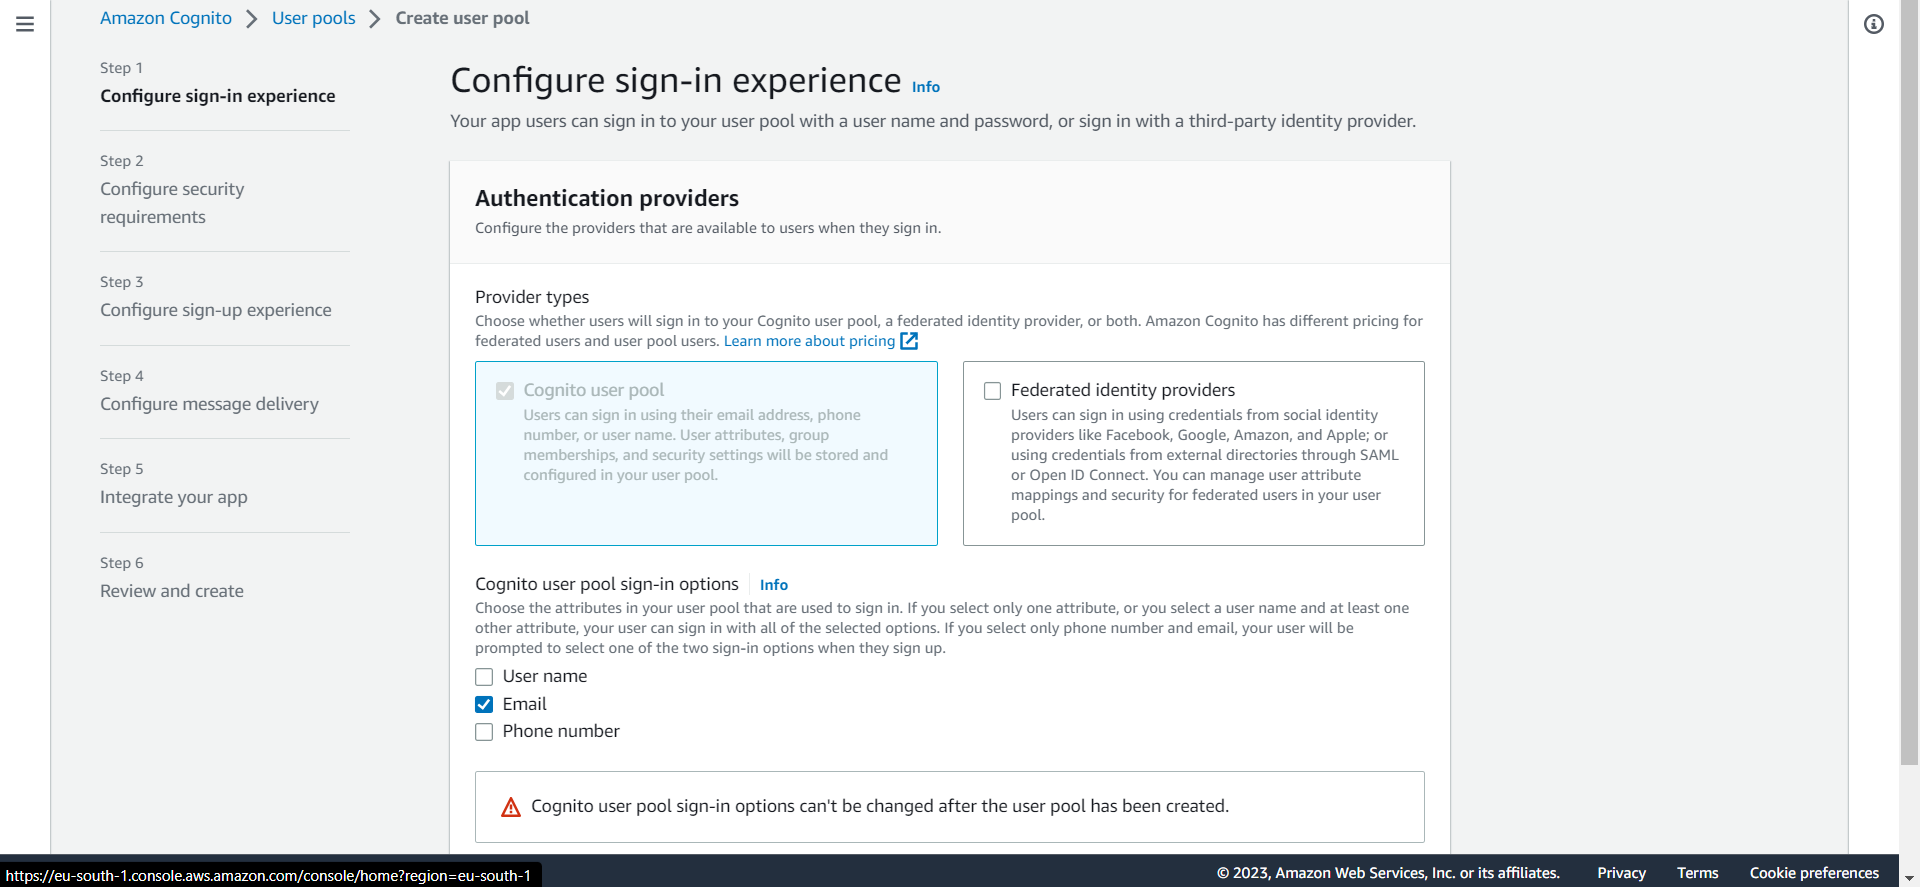 Amazon Cognito > User pools > Create user pool
Step 1
Configure sign-in experience
Step 2
Configure security
requirements
Step 3
Configure sign-up experience
Step 4
Configure message delivery
Step 5
Integrate your app
Step 6
Review and create
Configure sign-in experience Info
Your app users can sign in to your user pool with a user name and password, or sign in with a third-party identity provider.
Authentication providers
Configure the providers that are available to users when they sign in.
Provider types
Choose whether users will sign in to your Cognito user pool, a federated identity provider, or both. Amazon Cognito has different pricing for
federated users and user pool users. Learn more about pricing
Cognito user pool
Users can sign in using their email address, phone
number, or user name. User attributes, group
memberships, and security settings will be stored and
configured in your user pool.
Federated identity providers
Users can sign in using credentials from social identity
providers like Facebook, Google, Amazon, and Apple; or
using credentials from external directories through SAML
or Open ID Connect. You can manage user attribute
mappings and security for federated users in your user
pool.
Cognito user pool sign-in options Info
Choose the attributes in your user pool that are used to sign in. If you select only one attribute, or you select a user name and at least one
other attribute, your user can sign in with all of the selected options. If you select only phone number and email, your user will be
prompted to select one of the two sign-in options when they sign up.
User name
Email
Phone number
Cognito user pool sign-in options can't be changed after the user pool has been created.
https://eu-south-1.console.aws.amazon.com/console/home?region=eu-south-1
© 2023, Amazon Web Services, Inc. or its affiliates. Privacy Terms Cookie preferences